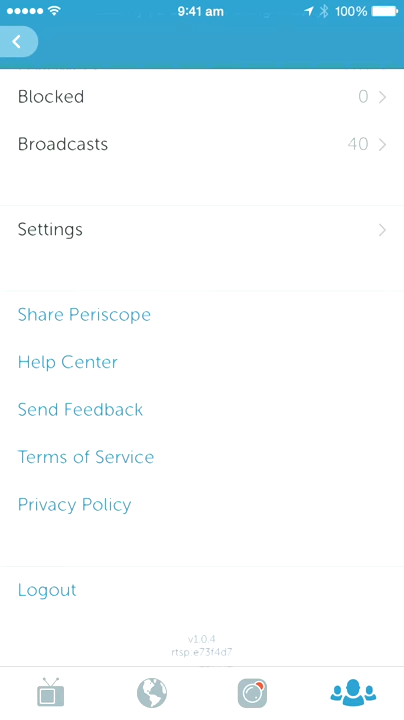 9:41 am
100%
Blocked 0
Broadcasts 40
Settings
Share Periscope
Help Center
Send Feedback
Terms of Service
Privacy Policy
Logout
v1.0.4
rtsp:e73f4d7